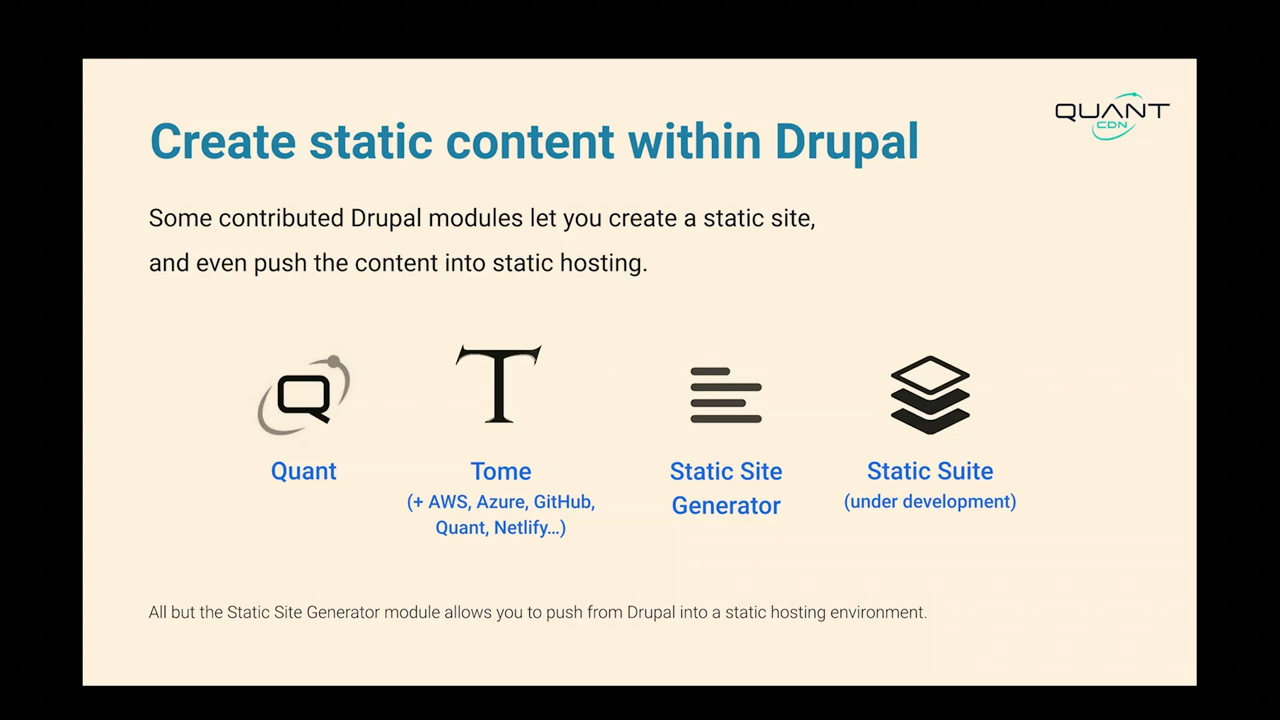 QUANT
CDN
Create static content within Drupal
Some contributed Drupal modules let you create a static site,
and even push the content into static hosting.
Q
T
Quant
Tome
(+ AWS, Azure, GitHub,
Quant, Netlify…)
Static Site
Generator
Static Suite
(under development)
All but the Static Site Generator module allows you to push from Drupal into a static hosting environment.